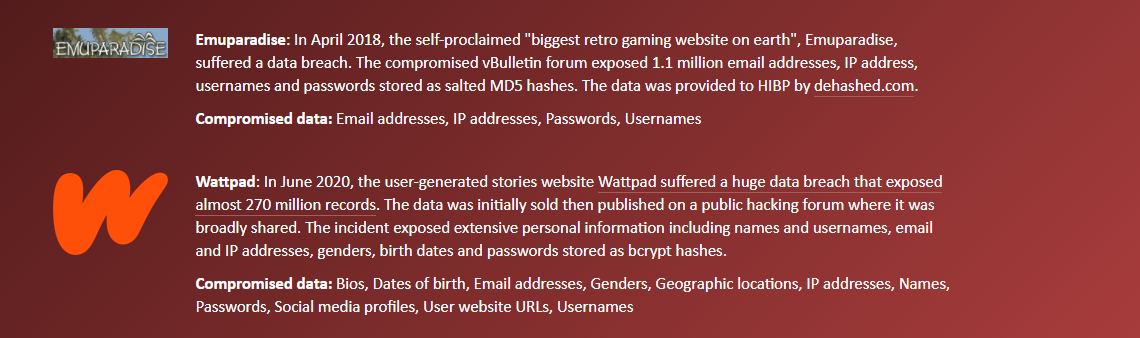 EMUPARADISE
Emuparadise: In April 2018, the self-proclaimed "biggest retro gaming website on earth", Emuparadise,
suffered a data breach. The compromised vBulletin forum exposed 1.1 million email addresses, IP address,
usernames and passwords stored as salted MD5 hashes. The data was provided to HIBP by dehashed.com.
Compromised data: Email addresses, IP addresses, Passwords, Usernames
Wattpad: In June 2020, the user-generated stories website Wattpad suffered a huge data breach that exposed
almost 270 million records. The data was initially sold then published on a public hacking forum where it was
broadly shared. The incident exposed extensive personal information including names and usernames, email
and IP addresses, genders, birth dates and passwords stored as bcrypt hashes.
Compromised data: Bios, Dates of birth, Email addresses, Genders, Geographic locations, IP addresses, Names,
Passwords, Social media profiles, User website URLs, Usernames